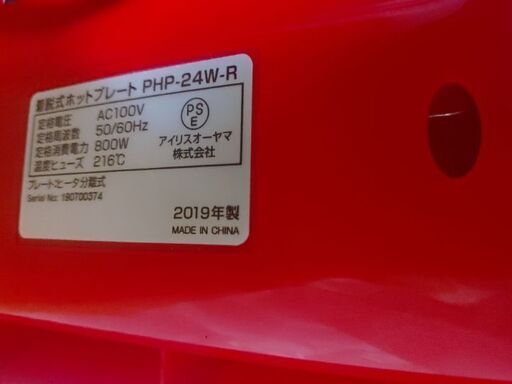 着脱式ホットプレート PHP-24W-R
定格電圧 AC100V
定格周波数 50/60Hz
定格消費電力 800W
温度ヒューズ 216℃
PS
E
アイリスオーヤマ
株式会社
プレート:ヒータ分離式
Serial No: 190700374
2019年製
MADE IN CHINA